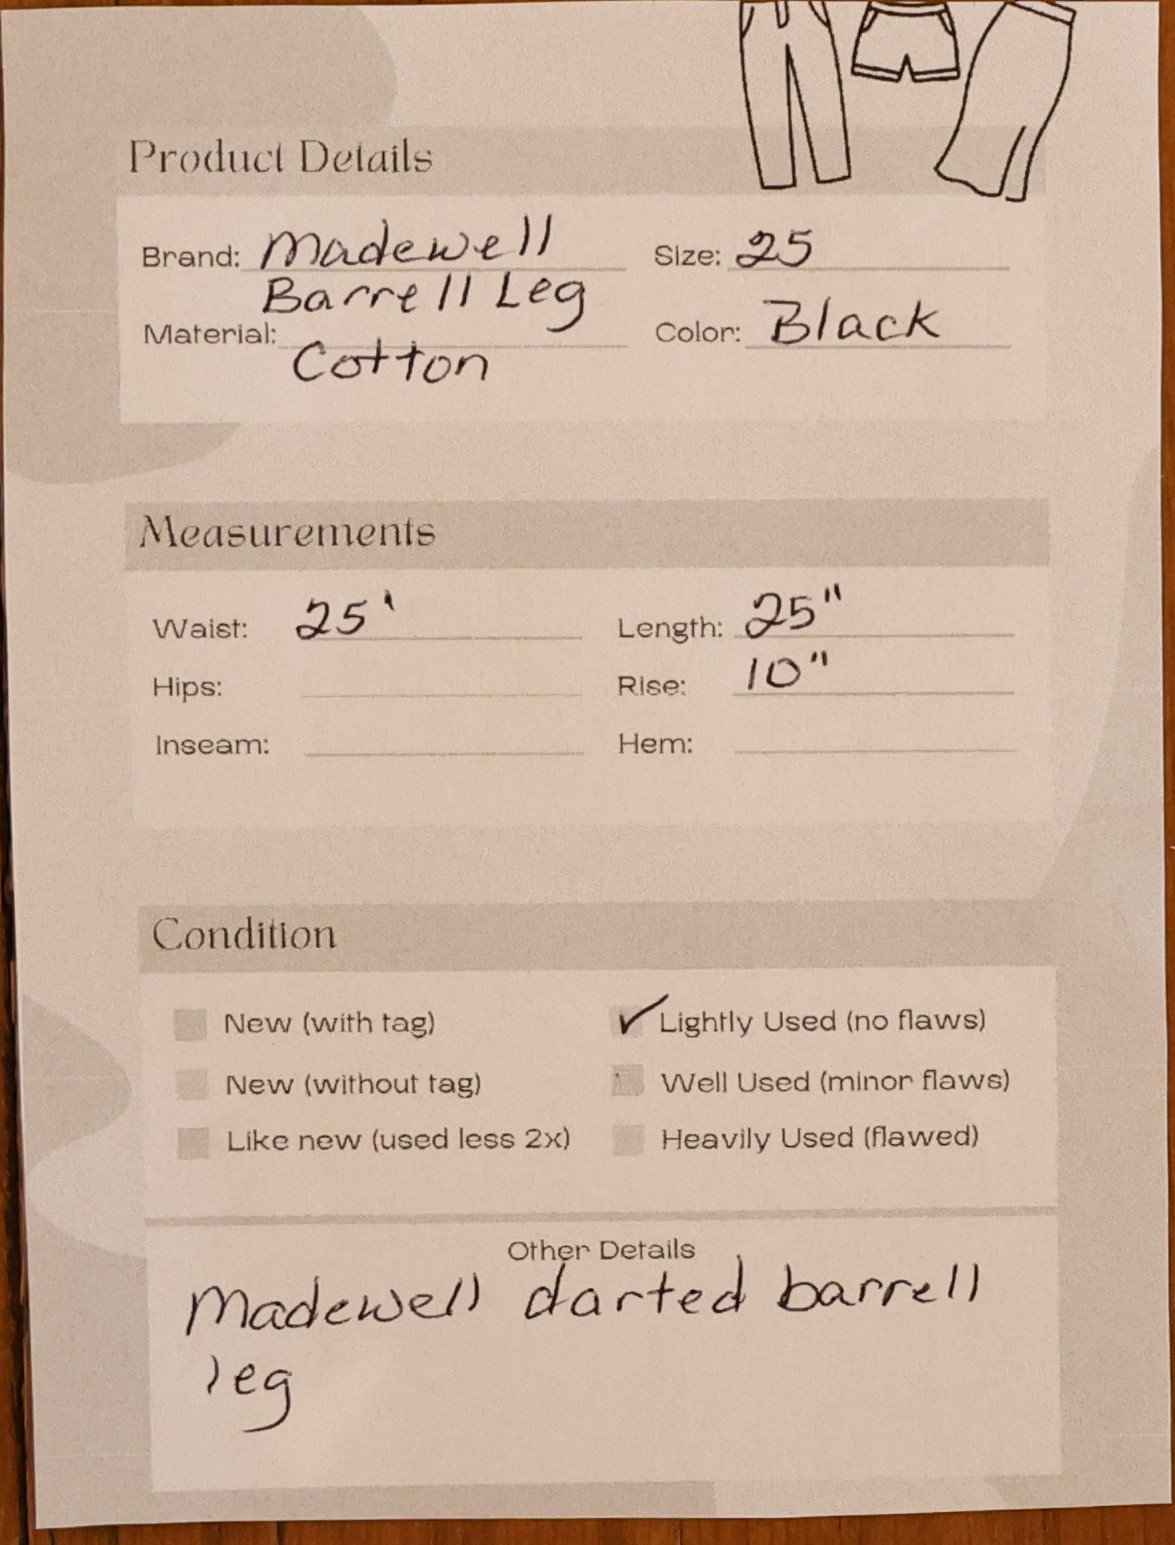 Product Details
Brand: Madewell Size: 25
Barrell Leg
Material: Color: Black
Cotton
Measurements
Waist: 25' Length: 25"
Hips: Rise: 10"
Inseam: Hem:
Condition
New (with tag) ✓ Lightly Used (no flaws)
New (without tag) Well Used (minor flaws)
Like new (used less 2x) Heavily Used (flawed)
Other Details
Madewell darted barrell
leg